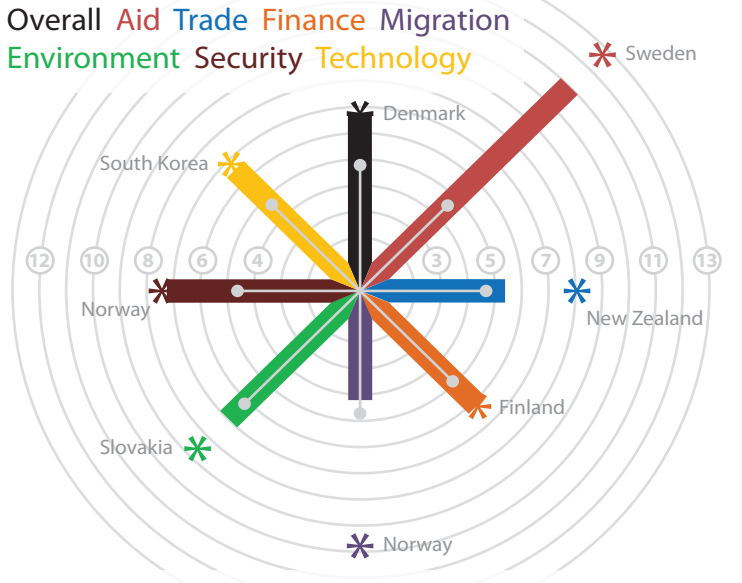 Overall Aid Trade Finance Migration
Environment Security Technology
Sweden
Denmark
South Korea
12 10 8 6 4 3 5 7 9 11 13
Norway
New Zealand
Finland
Slovakia
Norway